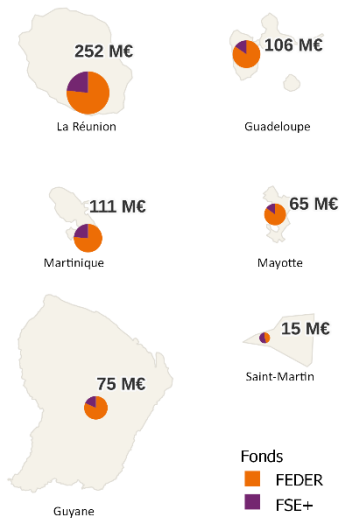 252 M€
La Réunion
106 M€
Guadeloupe
111 M€
Martinique
65 M€
Mayotte
75 M€
Guyane
15 M€
Saint-Martin
Fonds
FEDER
FSE+